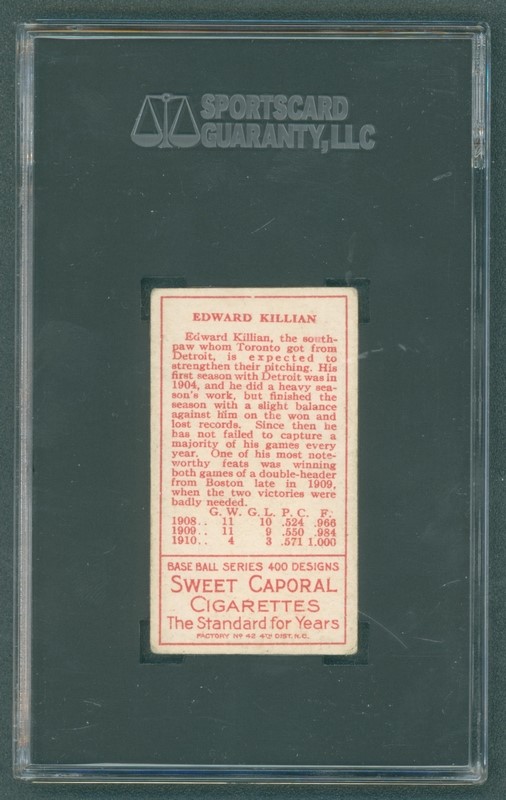 SPORTSCARD
GUARANTY, LLC
EDWARD KILLIAN
Edward Killian, the south-
paw whom Toronto got from
Detroit, is expected to
strengthen their pitching. His
first season with Detroit was in
1904, and he did a heavy sea-
son's work, but finished the
season with a slight balance
against him on the won and
lost records. Since then he
has not failed to capture a
majority of his games every
year. One of his most note-
worthy feats was winning
both games of a double-header
from Boston late in 1909,
when the two victories were
badly needed.
G. W. G. L. P. C. F.
1908.. 11 10 .524 .966
1909.. 11 9 .550 .984
1910.. 4 3 .571 1.000
BASE BALL SERIES 400 DESIGNS
SWEET CAPORAL
CIGARETTES
The Standard for Years
FACTORY No 42 4TH DIST. N.C.